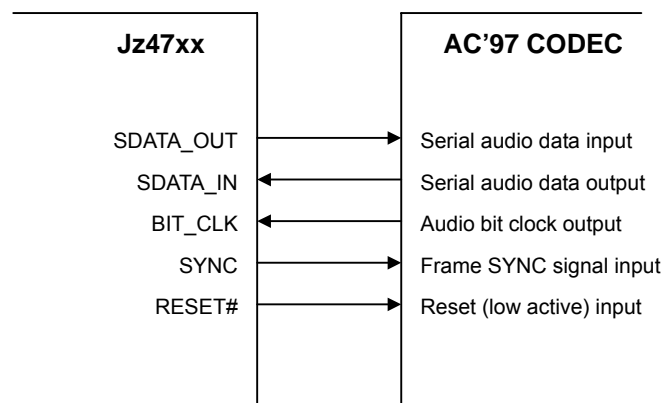 Jz47xx AC’97 CODEC
SDATA_OUT Serial audio data input
SDATA_IN Serial audio data output
BIT_CLK Audio bit clock output
SYNC Frame SYNC signal input
RESET# Reset (low active) input